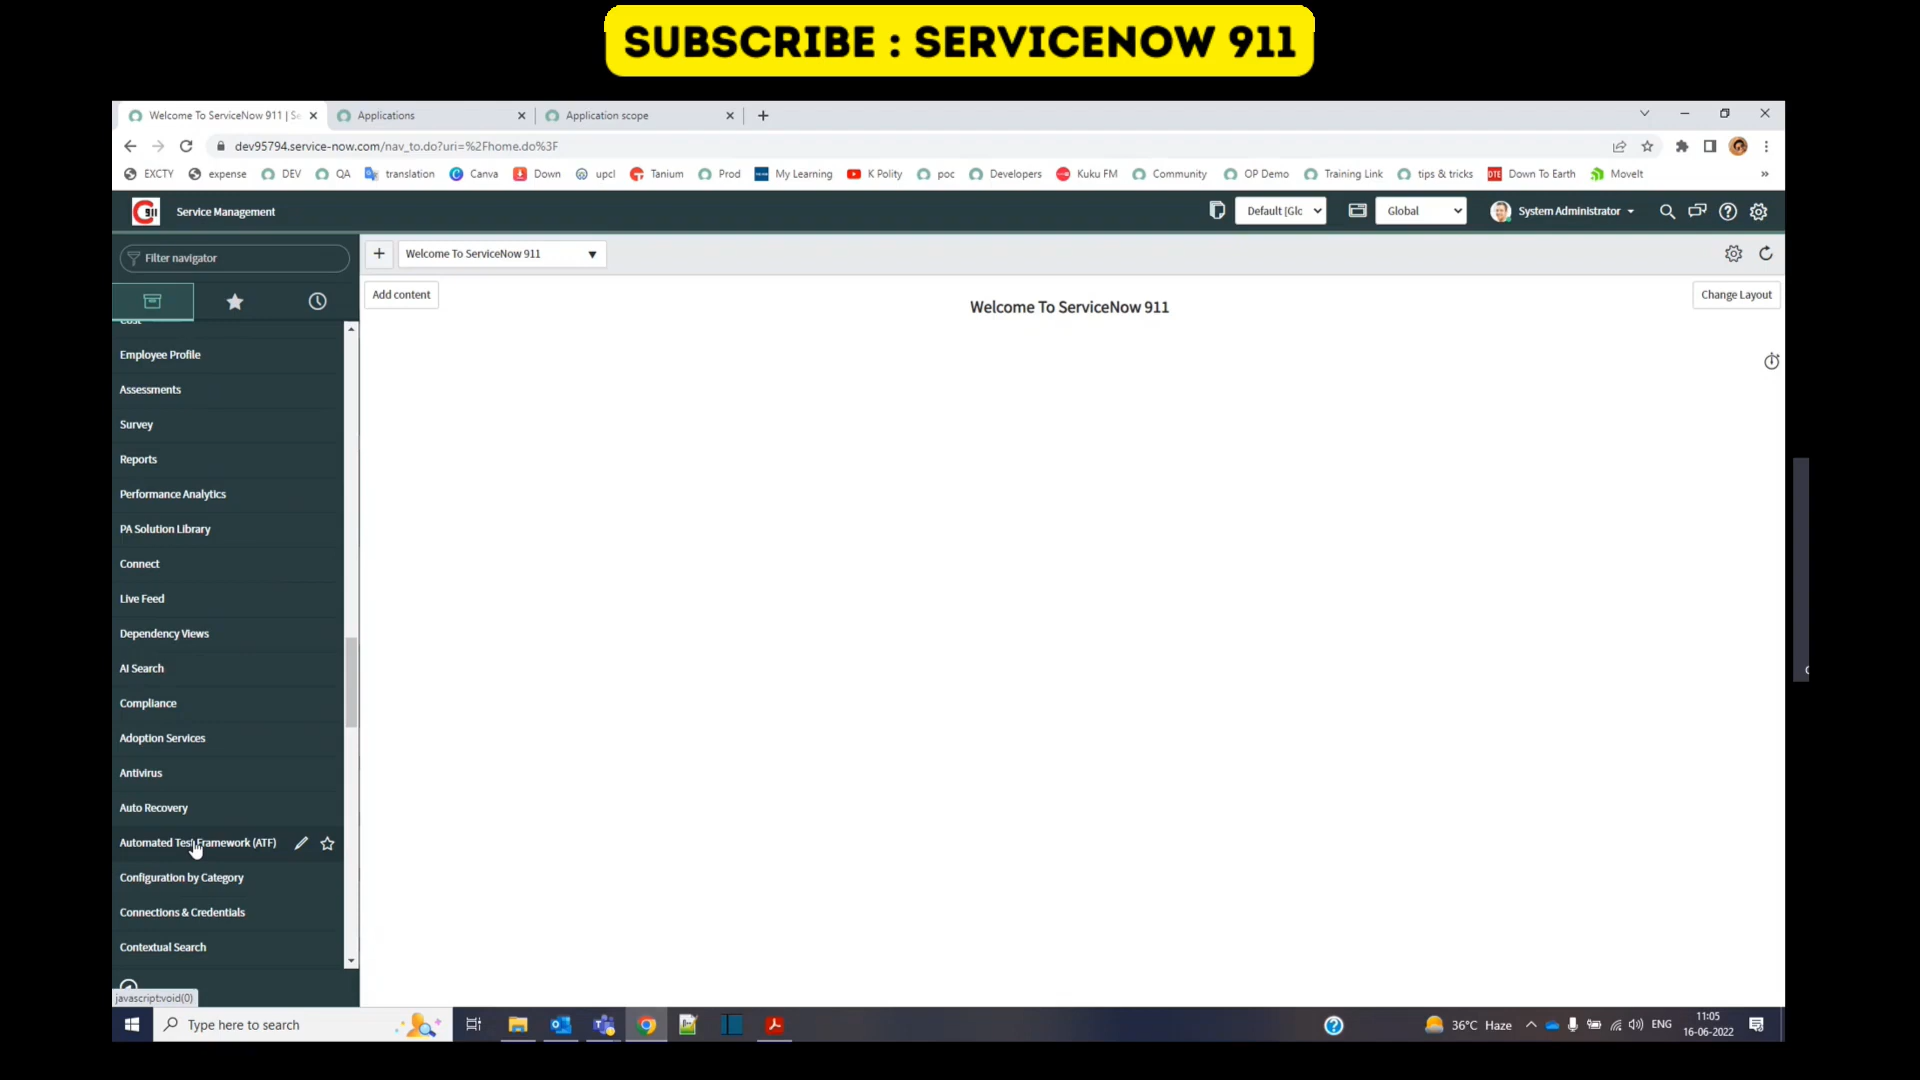 SUBSCRIBE : SERVICENOW 911
Welcome To ServiceNow 911 | Se
Applications
Application scope
dev95794.service-now.com/nav_to.do?uri=%2Fhome.do%3F
EXCTY expense DEV QA translation Canva Down upcl Tanium Prod My Learning K Polity poc Developers Kuku FM Community OP Demo Training Link tips & tricks Down To Earth MoveIt
911 Service Management Default [Glc Global System Administrator
Filter navigator
Welcome To ServiceNow 911
Add content
Welcome To ServiceNow 911
Change Layout
Cost
Employee Profile
Assessments
Survey
Reports
Performance Analytics
PA Solution Library
Connect
Live Feed
Dependency Views
AI Search
Compliance
Adoption Services
Antivirus
Auto Recovery
Automated Test Framework (ATF)
Configuration by Category
Connections & Credentials
Contextual Search
javascript:void(0)
Type here to search
36°C Haze
ENG
11:05
16-06-2022